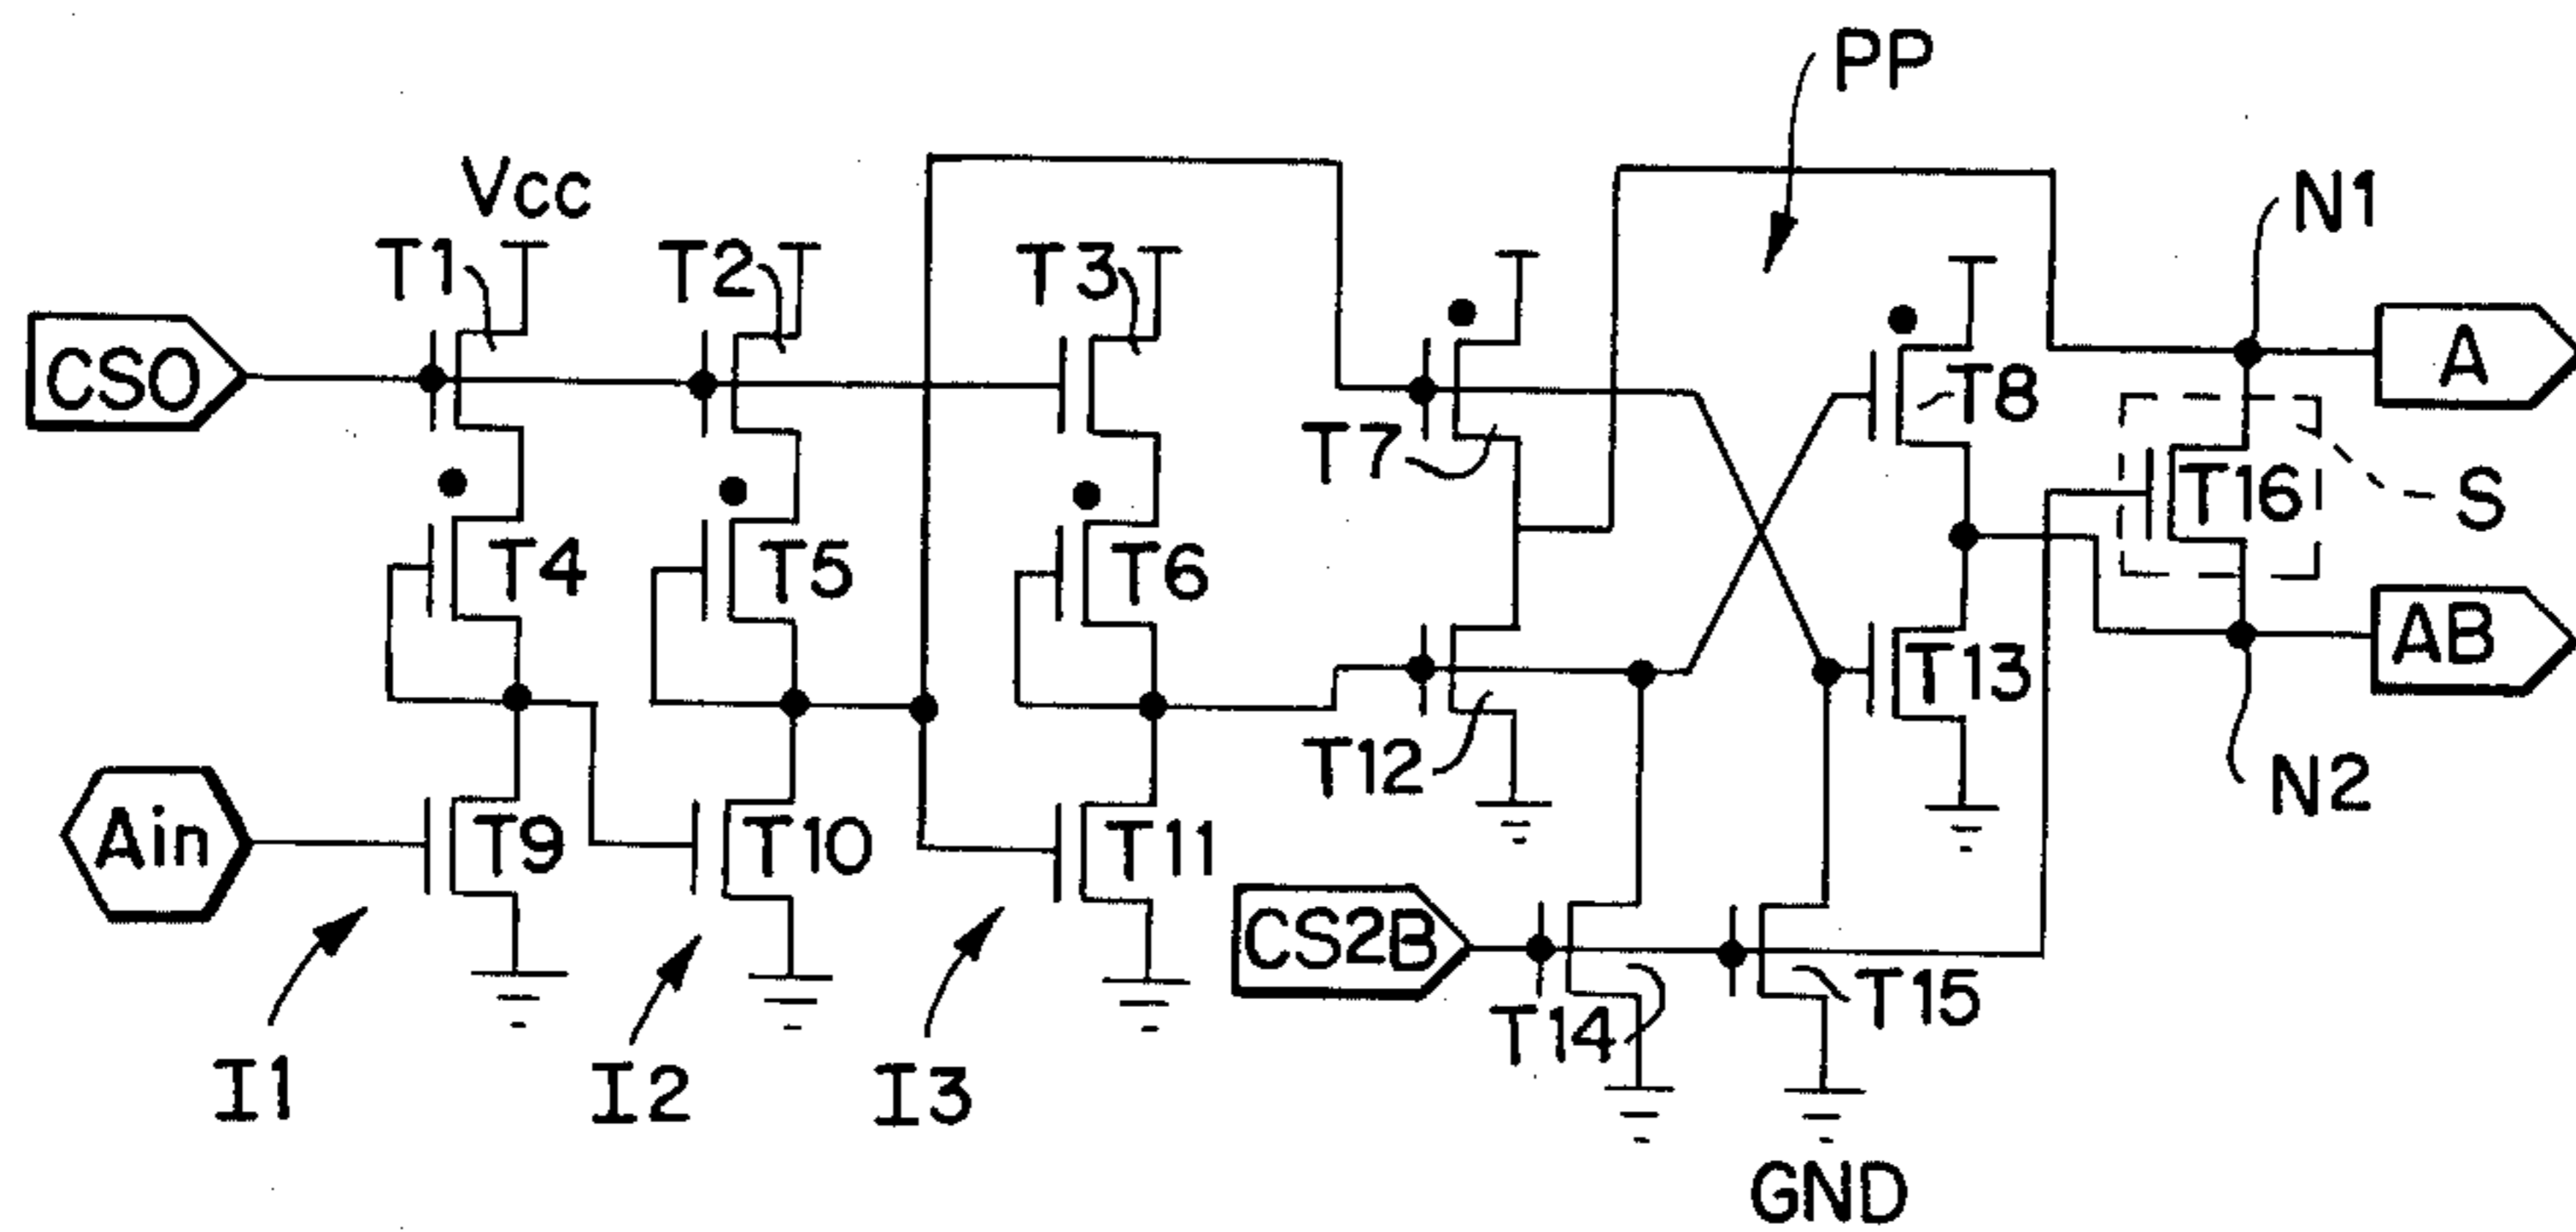 PP
Vcc
N1
T1
T2
T3
CSO
A
T8
T7
T16
S
T4
T5
T6
AB
T13
T12
N2
Ain
T9
T10
T11
CS2B
T14
T15
I1
I2
I3
GND